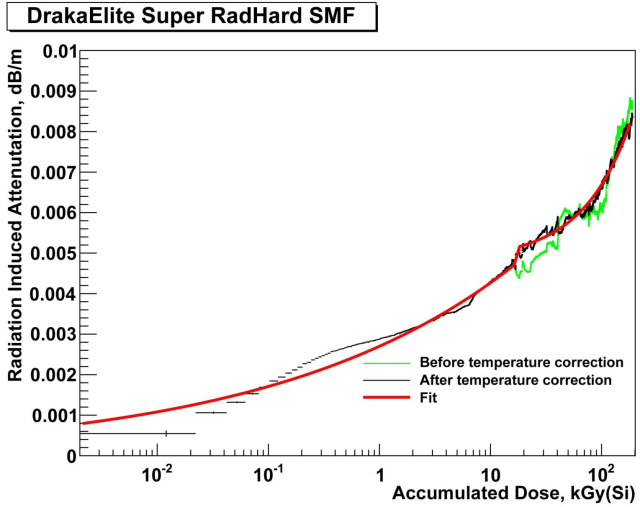 DrakaElite Super RadHard SMF
Radiation Induced Attenutation, dB/m
0.01
0.009
0.008
0.007
0.006
0.005
0.004
0.003
0.002
0.001
0
Before temperature correction
After temperature correction
Fit
10⁻² 10⁻¹ 1 10 10²
Accumulated Dose, kGy(Si)